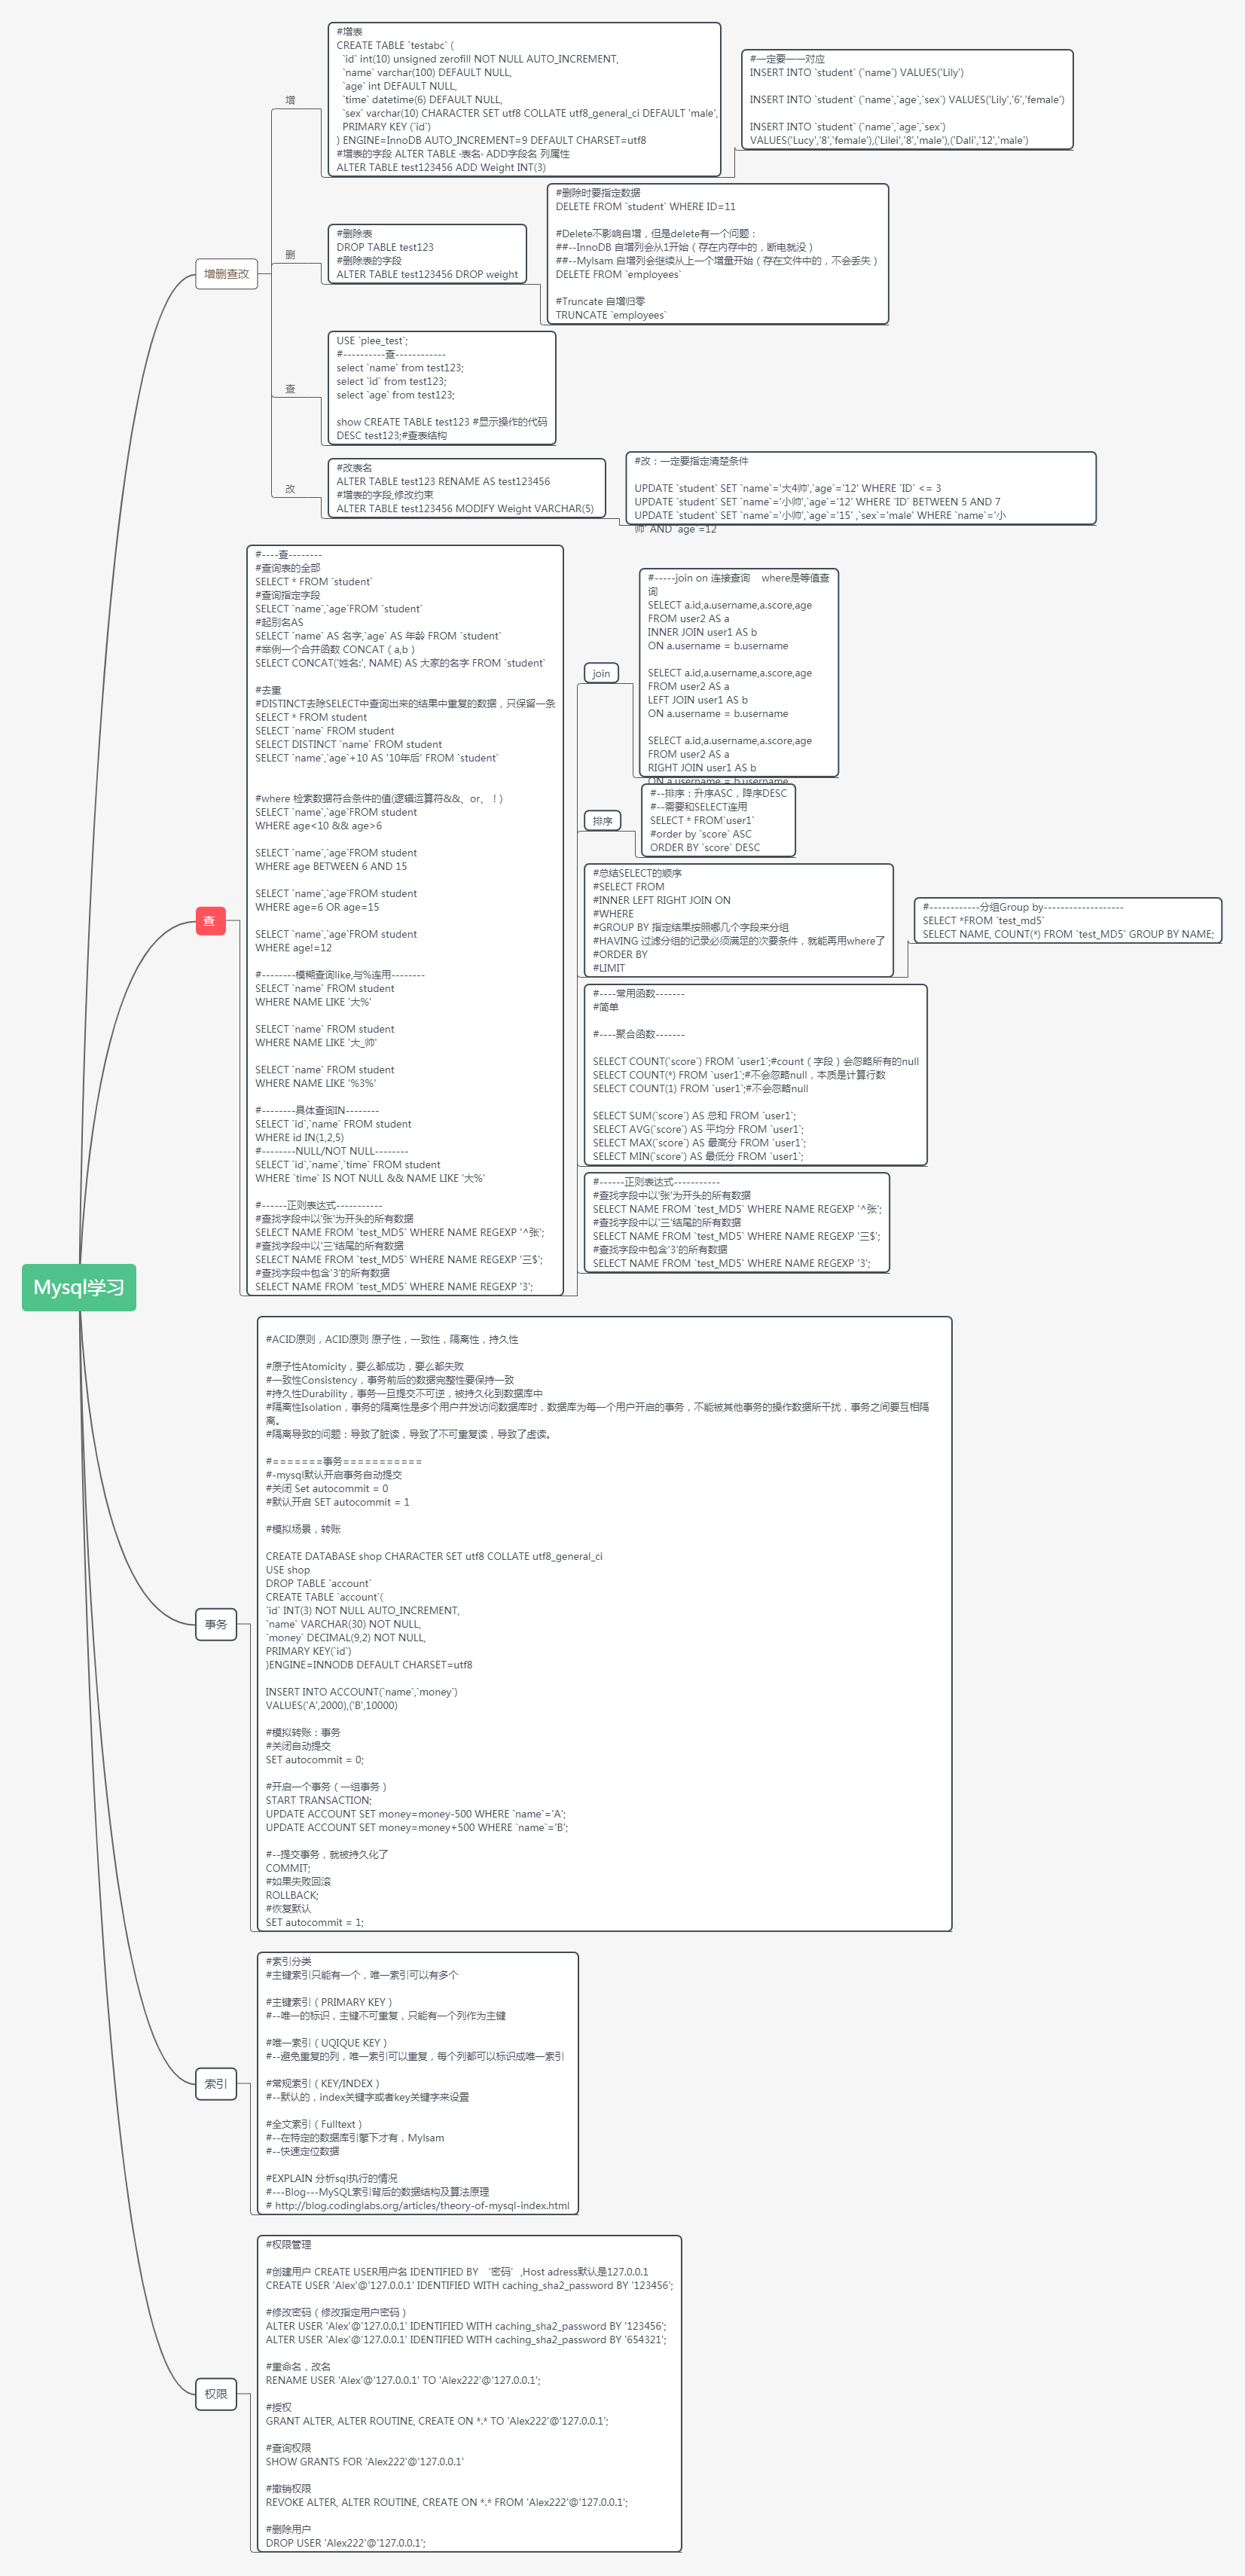 Mysql学习
增删查改
增
#增表
CREATE TABLE `testabc` (
`id` int(10) unsigned zerofill NOT NULL AUTO_INCREMENT,
`name` varchar(100) DEFAULT NULL,
`age` int DEFAULT NULL,
`time` datetime(6) DEFAULT NULL,
`sex` varchar(10) CHARACTER SET utf8 COLLATE utf8_general_ci DEFAULT 'male',
PRIMARY KEY (`id`)
) ENGINE=InnoDB AUTO_INCREMENT=9 DEFAULT CHARSET=utf8
#增表的字段 ALTER TABLE ·表名· ADD字段名 列属性
ALTER TABLE test123456 ADD Weight INT(3)
#一定要一一对应
INSERT INTO `student` (`name`) VALUES('Lily')
INSERT INTO `student` (`name`,`age`,`sex`) VALUES('Lily','6','female')
INSERT INTO `student` (`name`,`age`,`sex`)
VALUES('Lucy','8','female'),('Lilei','8','male'),('Dali','12','male')
删
#删除表
DROP TABLE test123
#删除表的字段
ALTER TABLE test123456 DROP weight
#删除时要指定数据
DELETE FROM `student` WHERE ID=11
#Delete不影响自增，但是delete有一个问题：
##--InnoDB 自增列会从1开始（存在内存中的，断电就没）
##--MyIsam 自增列会继续从上一个增量开始（存在文件中的，不会丢失）
DELETE FROM `employees`
#Truncate 自增归零
TRUNCATE `employees`
查
USE `plee_test`;
#----------查------------
select `name` from test123;
select `id` from test123;
select `age` from test123;
show CREATE TABLE test123 #显示操作的代码
DESC test123;#查表结构
改
#改表名
ALTER TABLE test123 RENAME AS test123456
#增表的字段,修改约束
ALTER TABLE test123456 MODIFY Weight VARCHAR(5)
#改：一定要指定清楚条件
UPDATE `student` SET `name`='大4帅',`age`='12' WHERE `ID` <= 3
UPDATE `student` SET `name`='小帅',`age`='12' WHERE `ID` BETWEEN 5 AND 7
UPDATE `student` SET `name`='小帅',`age`='15' ,`sex`='male' WHERE `name`='小
帅' AND `age`=12
查
#----查--------
#查询表的全部
SELECT * FROM `student`
#查询指定字段
SELECT `name`,`age`FROM `student`
#起别名AS
SELECT `name` AS 名字,`age` AS 年龄 FROM `student`
#举例一个合并函数 CONCAT（a,b）
SELECT CONCAT('姓名:', NAME) AS 大家的名字 FROM `student`
#去重
#DISTINCT去除SELECT中查询出来的结果中重复的数据，只保留一条
SELECT * FROM student
SELECT `name` FROM student
SELECT DISTINCT `name` FROM student
SELECT `name`,`age`+10 AS '10年后' FROM `student`
#where 检索数据符合条件的值(逻辑运算符&&、or、！)
SELECT `name`,`age`FROM student
WHERE age<10 && age>6
SELECT `name`,`age`FROM student
WHERE age BETWEEN 6 AND 15
SELECT `name`,`age`FROM student
WHERE age=6 OR age=15
SELECT `name`,`age`FROM student
WHERE age!=12
#--------模糊查询like,与%连用--------
SELECT `name` FROM student
WHERE NAME LIKE '大%'
SELECT `name` FROM student
WHERE NAME LIKE '大_帅'
SELECT `name` FROM student
WHERE NAME LIKE '%3%'
#--------具体查询IN--------
SELECT `id`,`name` FROM student
WHERE id IN(1,2,5)
#--------NULL/NOT NULL--------
SELECT `id`,`name`,`time` FROM student
WHERE `time` IS NOT NULL && NAME LIKE '大%'
#------正则表达式-----------
#查找字段中以'张'为开头的所有数据
SELECT NAME FROM `test_MD5` WHERE NAME REGEXP '^张';
#查找字段中以'三'结尾的所有数据
SELECT NAME FROM `test_MD5` WHERE NAME REGEXP '三$';
#查找字段中包含'3'的所有数据
SELECT NAME FROM `test_MD5` WHERE NAME REGEXP '3';
join
#-----join on 连接查询 where是等值查
询
SELECT a.id,a.username,a.score,age
FROM user2 AS a
INNER JOIN user1 AS b
ON a.username = b.username
SELECT a.id,a.username,a.score,age
FROM user2 AS a
LEFT JOIN user1 AS b
ON a.username = b.username
SELECT a.id,a.username,a.score,age
FROM user2 AS a
RIGHT JOIN user1 AS b
ON a.username = b.username
排序
#--排序：升序ASC，降序DESC
#--需要和SELECT连用
SELECT * FROM`user1`
#order by `score` ASC
ORDER BY `score` DESC
#总结SELECT的顺序
#SELECT FROM
#INNER LEFT RIGHT JOIN ON
#WHERE
#GROUP BY 指定结果按照哪几个字段来分组
#HAVING 过滤分组的记录必须满足的次要条件，就能再用where了
#ORDER BY
#LIMIT
#------------分组Group by-------------------
SELECT *FROM `test_md5`
SELECT NAME, COUNT(*) FROM `test_MD5` GROUP BY NAME;
#----常用函数-------
#简单
#----聚合函数-------
SELECT COUNT(`score`) FROM `user1`;#count（字段）会忽略所有的null
SELECT COUNT(*) FROM `user1`;#不会忽略null，本质是计算行数
SELECT COUNT(1) FROM `user1`;#不会忽略null
SELECT SUM(`score`) AS 总和 FROM `user1`;
SELECT AVG(`score`) AS 平均分 FROM `user1`;
SELECT MAX(`score`) AS 最高分 FROM `user1`;
SELECT MIN(`score`) AS 最低分 FROM `user1`;
#------正则表达式-----------
#查找字段中以'张'为开头的所有数据
SELECT NAME FROM `test_MD5` WHERE NAME REGEXP '^张';
#查找字段中以'三'结尾的所有数据
SELECT NAME FROM `test_MD5` WHERE NAME REGEXP '三$';
#查找字段中包含'3'的所有数据
SELECT NAME FROM `test_MD5` WHERE NAME REGEXP '3';
事务
#ACID原则，ACID原则 原子性，一致性，隔离性，持久性
#原子性Atomicity，要么都成功，要么都失败
#一致性Consistency，事务前后的数据完整性要保持一致
#持久性Durability，事务一旦提交不可逆，被持久化到数据库中
#隔离性Isolation，事务的隔离性是多个用户并发访问数据库时，数据库为每一个用户开启的事务，不能被其他事务的操作数据所干扰，事务之间要互相隔
离。
#隔离导致的问题：导致了脏读，导致了不可重复读，导致了虚读。
#=======事务===========
#-mysql默认开启事务自动提交
#关闭 Set autocommit = 0
#默认开启 SET autocommit = 1
#模拟场景，转账
CREATE DATABASE shop CHARACTER SET utf8 COLLATE utf8_general_ci
USE shop
DROP TABLE `account`
CREATE TABLE `account`(
`id` INT(3) NOT NULL AUTO_INCREMENT,
`name` VARCHAR(30) NOT NULL,
`money` DECIMAL(9,2) NOT NULL,
PRIMARY KEY(`id`)
)ENGINE=INNODB DEFAULT CHARSET=utf8
INSERT INTO ACCOUNT(`name`,`money`)
VALUES('A',2000),('B',10000)
#模拟转账：事务
#关闭自动提交
SET autocommit = 0;
#开启一个事务（一组事务）
START TRANSACTION;
UPDATE ACCOUNT SET money=money-500 WHERE `name`='A';
UPDATE ACCOUNT SET money=money+500 WHERE `name`='B';
#--提交事务，就被持久化了
COMMIT;
#如果失败回滚
ROLLBACK;
#恢复默认
SET autocommit = 1;
索引
#索引分类
#主键索引只能有一个，唯一索引可以有多个
#主键索引（PRIMARY KEY）
#--唯一的标识，主键不可重复，只能有一个列作为主键
#唯一索引（UQIQUE KEY）
#--避免重复的列，唯一索引可以重复，每个列都可以标识成唯一索引
#常规索引（KEY/INDEX）
#--默认的，index关键字或者key关键字来设置
#全文索引（Fulltext）
#--在特定的数据库引擎下才有，MyIsam
#--快速定位数据
#EXPLAIN 分析sql执行的情况
#---Blog---MySQL索引背后的数据结构及算法原理
# http://blog.codinglabs.org/articles/theory-of-mysql-index.html
权限
#权限管理
#创建用户 CREATE USER用户名 IDENTIFIED BY ‘密码’,Host adress默认是127.0.0.1
CREATE USER 'Alex'@'127.0.0.1' IDENTIFIED WITH caching_sha2_password BY '123456';
#修改密码（修改指定用户密码）
ALTER USER 'Alex'@'127.0.0.1' IDENTIFIED WITH caching_sha2_password BY '123456';
ALTER USER 'Alex'@'127.0.0.1' IDENTIFIED WITH caching_sha2_password BY '654321';
#重命名，改名
RENAME USER 'Alex'@'127.0.0.1' TO 'Alex222'@'127.0.0.1';
#授权
GRANT ALTER, ALTER ROUTINE, CREATE ON *.* TO 'Alex222'@'127.0.0.1';
#查询权限
SHOW GRANTS FOR 'Alex222'@'127.0.0.1'
#撤销权限
REVOKE ALTER, ALTER ROUTINE, CREATE ON *.* FROM 'Alex222'@'127.0.0.1';
#删除用户
DROP USER 'Alex222'@'127.0.0.1';